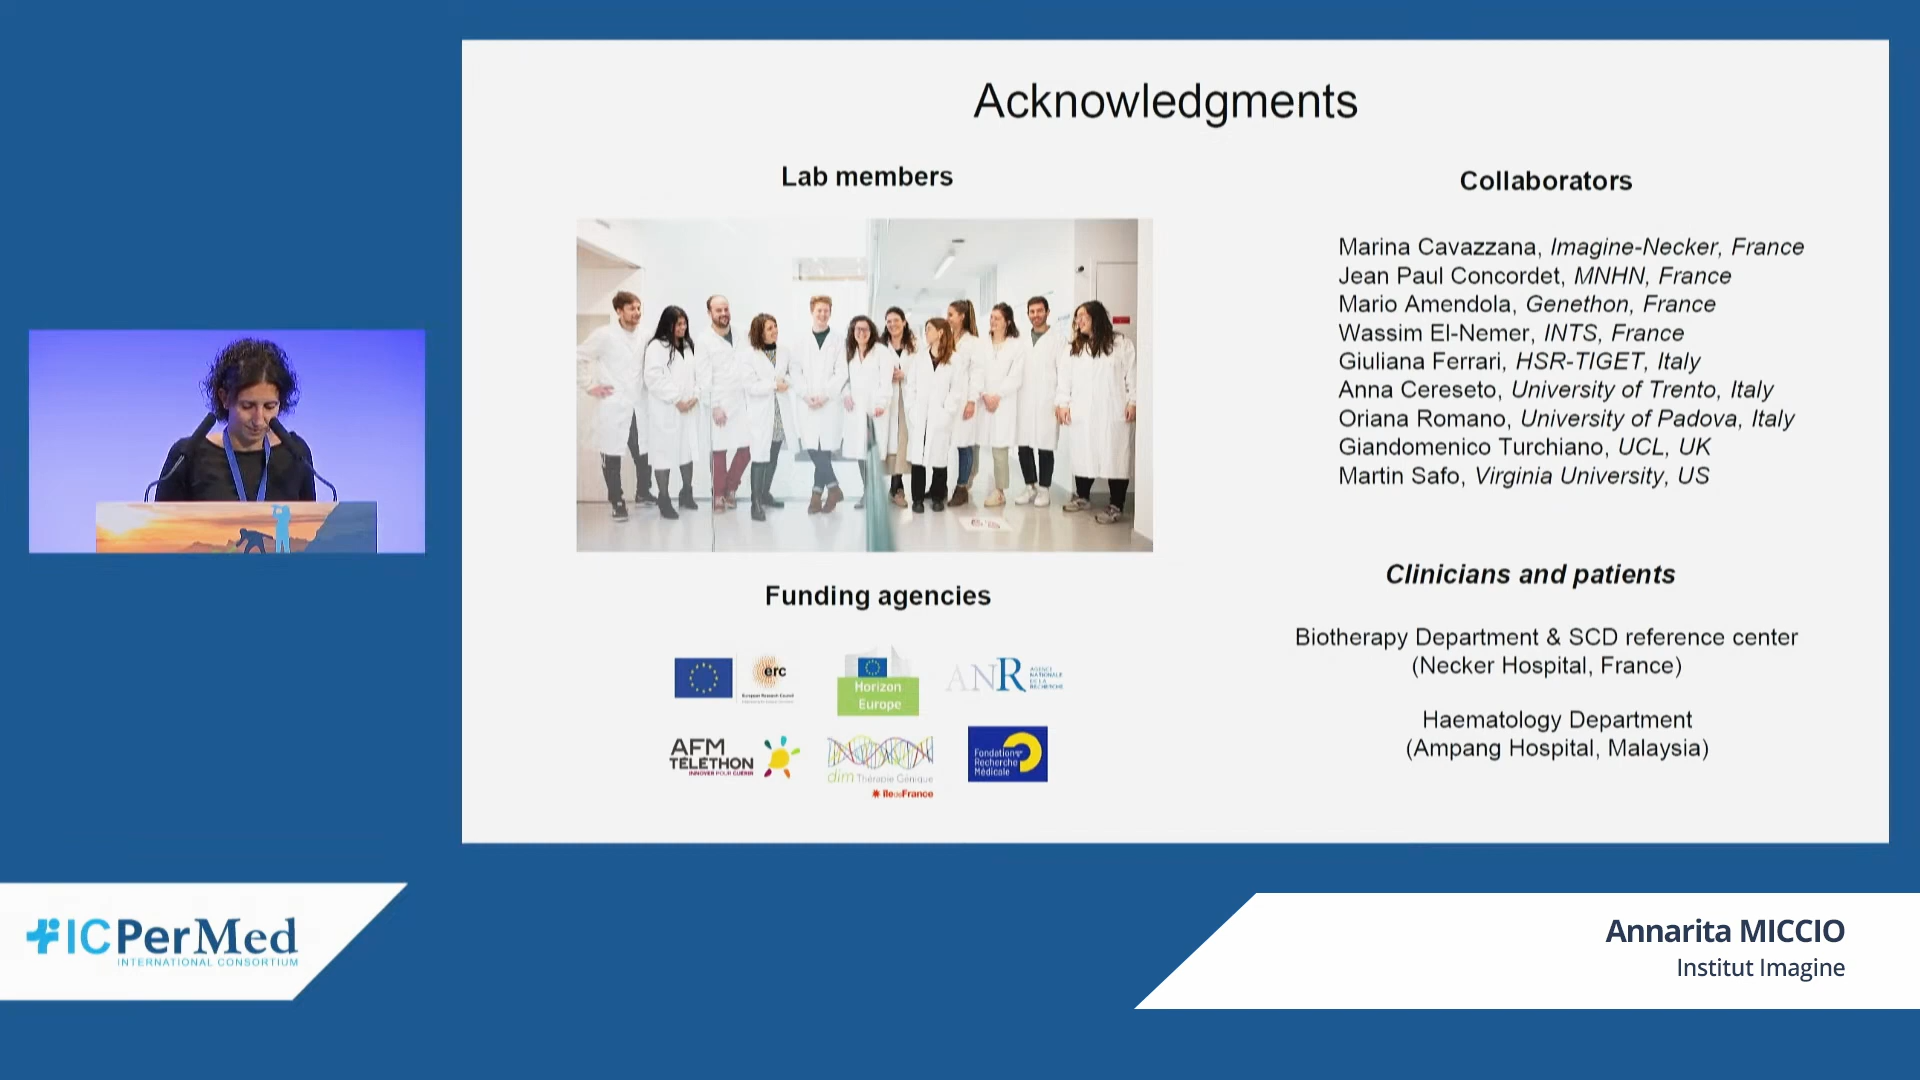 Acknowledgments
Lab members
Funding agencies
erc
European Research Council
Horizon
Europe
ANR
AGENCE
NATIONALE
DE LA
RECHERCHE
AFM
TÉLÉTHON
INNOVER POUR GUÉRIR
dim Thérapie Génique
île de France
Fondation
Recherche
Médicale
Collaborators
Marina Cavazzana, Imagine-Necker, France
Jean Paul Concordet, MNHN, France
Mario Amendola, Genethon, France
Wassim El-Nemer, INTS, France
Giuliana Ferrari, HSR-TIGET, Italy
Anna Cereseto, University of Trento, Italy
Oriana Romano, University of Padova, Italy
Giandomenico Turchiano, UCL, UK
Martin Safo, Virginia University, US
Clinicians and patients
Biotherapy Department & SCD reference center
(Necker Hospital, France)
Haematology Department
(Ampang Hospital, Malaysia)
ICPerMed
INTERNATIONAL CONSORTIUM
Annarita MICCIO
Institut Imagine